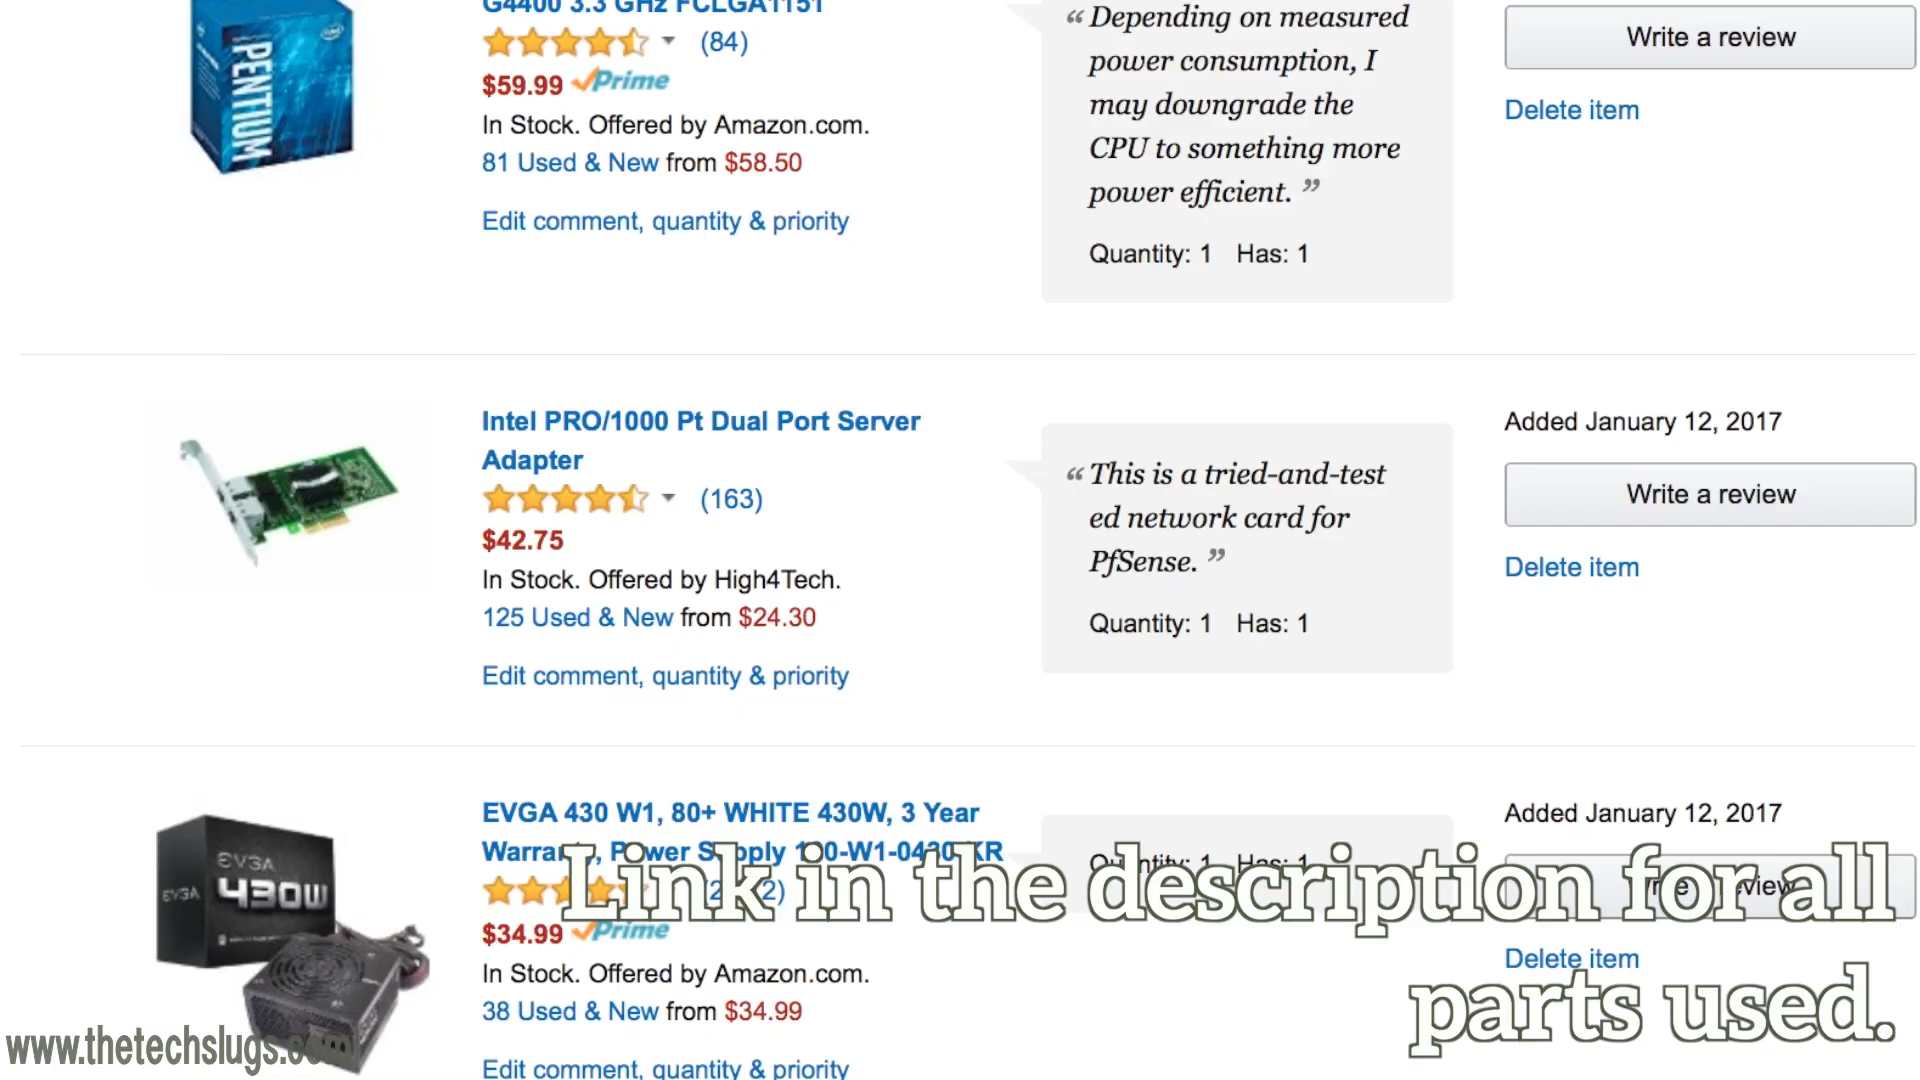 G4400 3.3 GHz FCLGA1151
(84)
$59.99 Prime
In Stock. Offered by Amazon.com.
81 Used & New from $58.50
Edit comment, quantity & priority
“Depending on measured
power consumption, I
may downgrade the
CPU to something more
power efficient.”
Quantity: 1 Has: 1
Write a review
Delete item
PENTIUM
Intel PRO/1000 Pt Dual Port Server
Adapter
(163)
$42.75
In Stock. Offered by High4Tech.
125 Used & New from $24.30
Edit comment, quantity & priority
“This is a tried-and-test
ed network card for
PfSense.”
Quantity: 1 Has: 1
Added January 12, 2017
Write a review
Delete item
EVGA
EVGA 430W
EVGA 430 W1, 80+ WHITE 430W, 3 Year
Power Supply
$34.99 Prime
In Stock. Offered by Amazon.com.
38 Used & New from $34.99
Edit comment, quantity & priority
Quantity: 1 Has: 1
Added January 12, 2017
Delete item
Link in the description for all
parts used.
www.thetechslugs.com